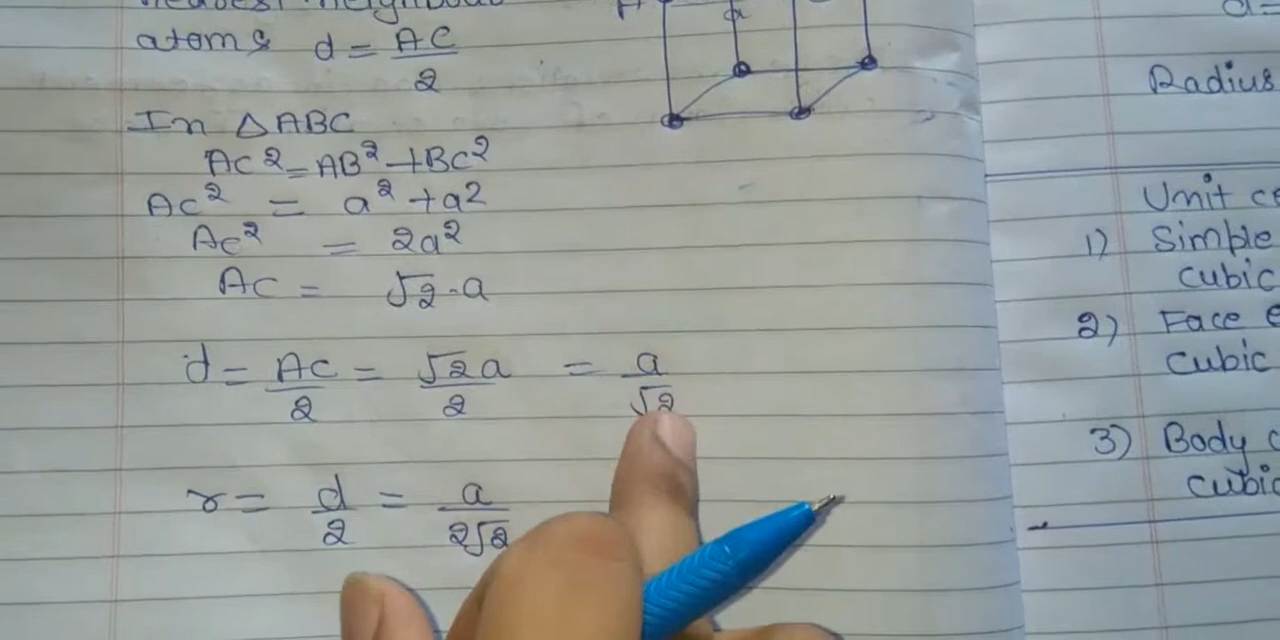 atoms d = AC/2
In △ABC
AC² = AB² + BC²
AC² = a² + a²
AC² = 2a²
AC = √2 · a
d = AC/2 = √2a/2 = a/√2
r = d/2 = a/2√2
a
d =
Radius
Unit ce
1) Simple
cubic
2) Face c
cubic
3) Body c
cubic